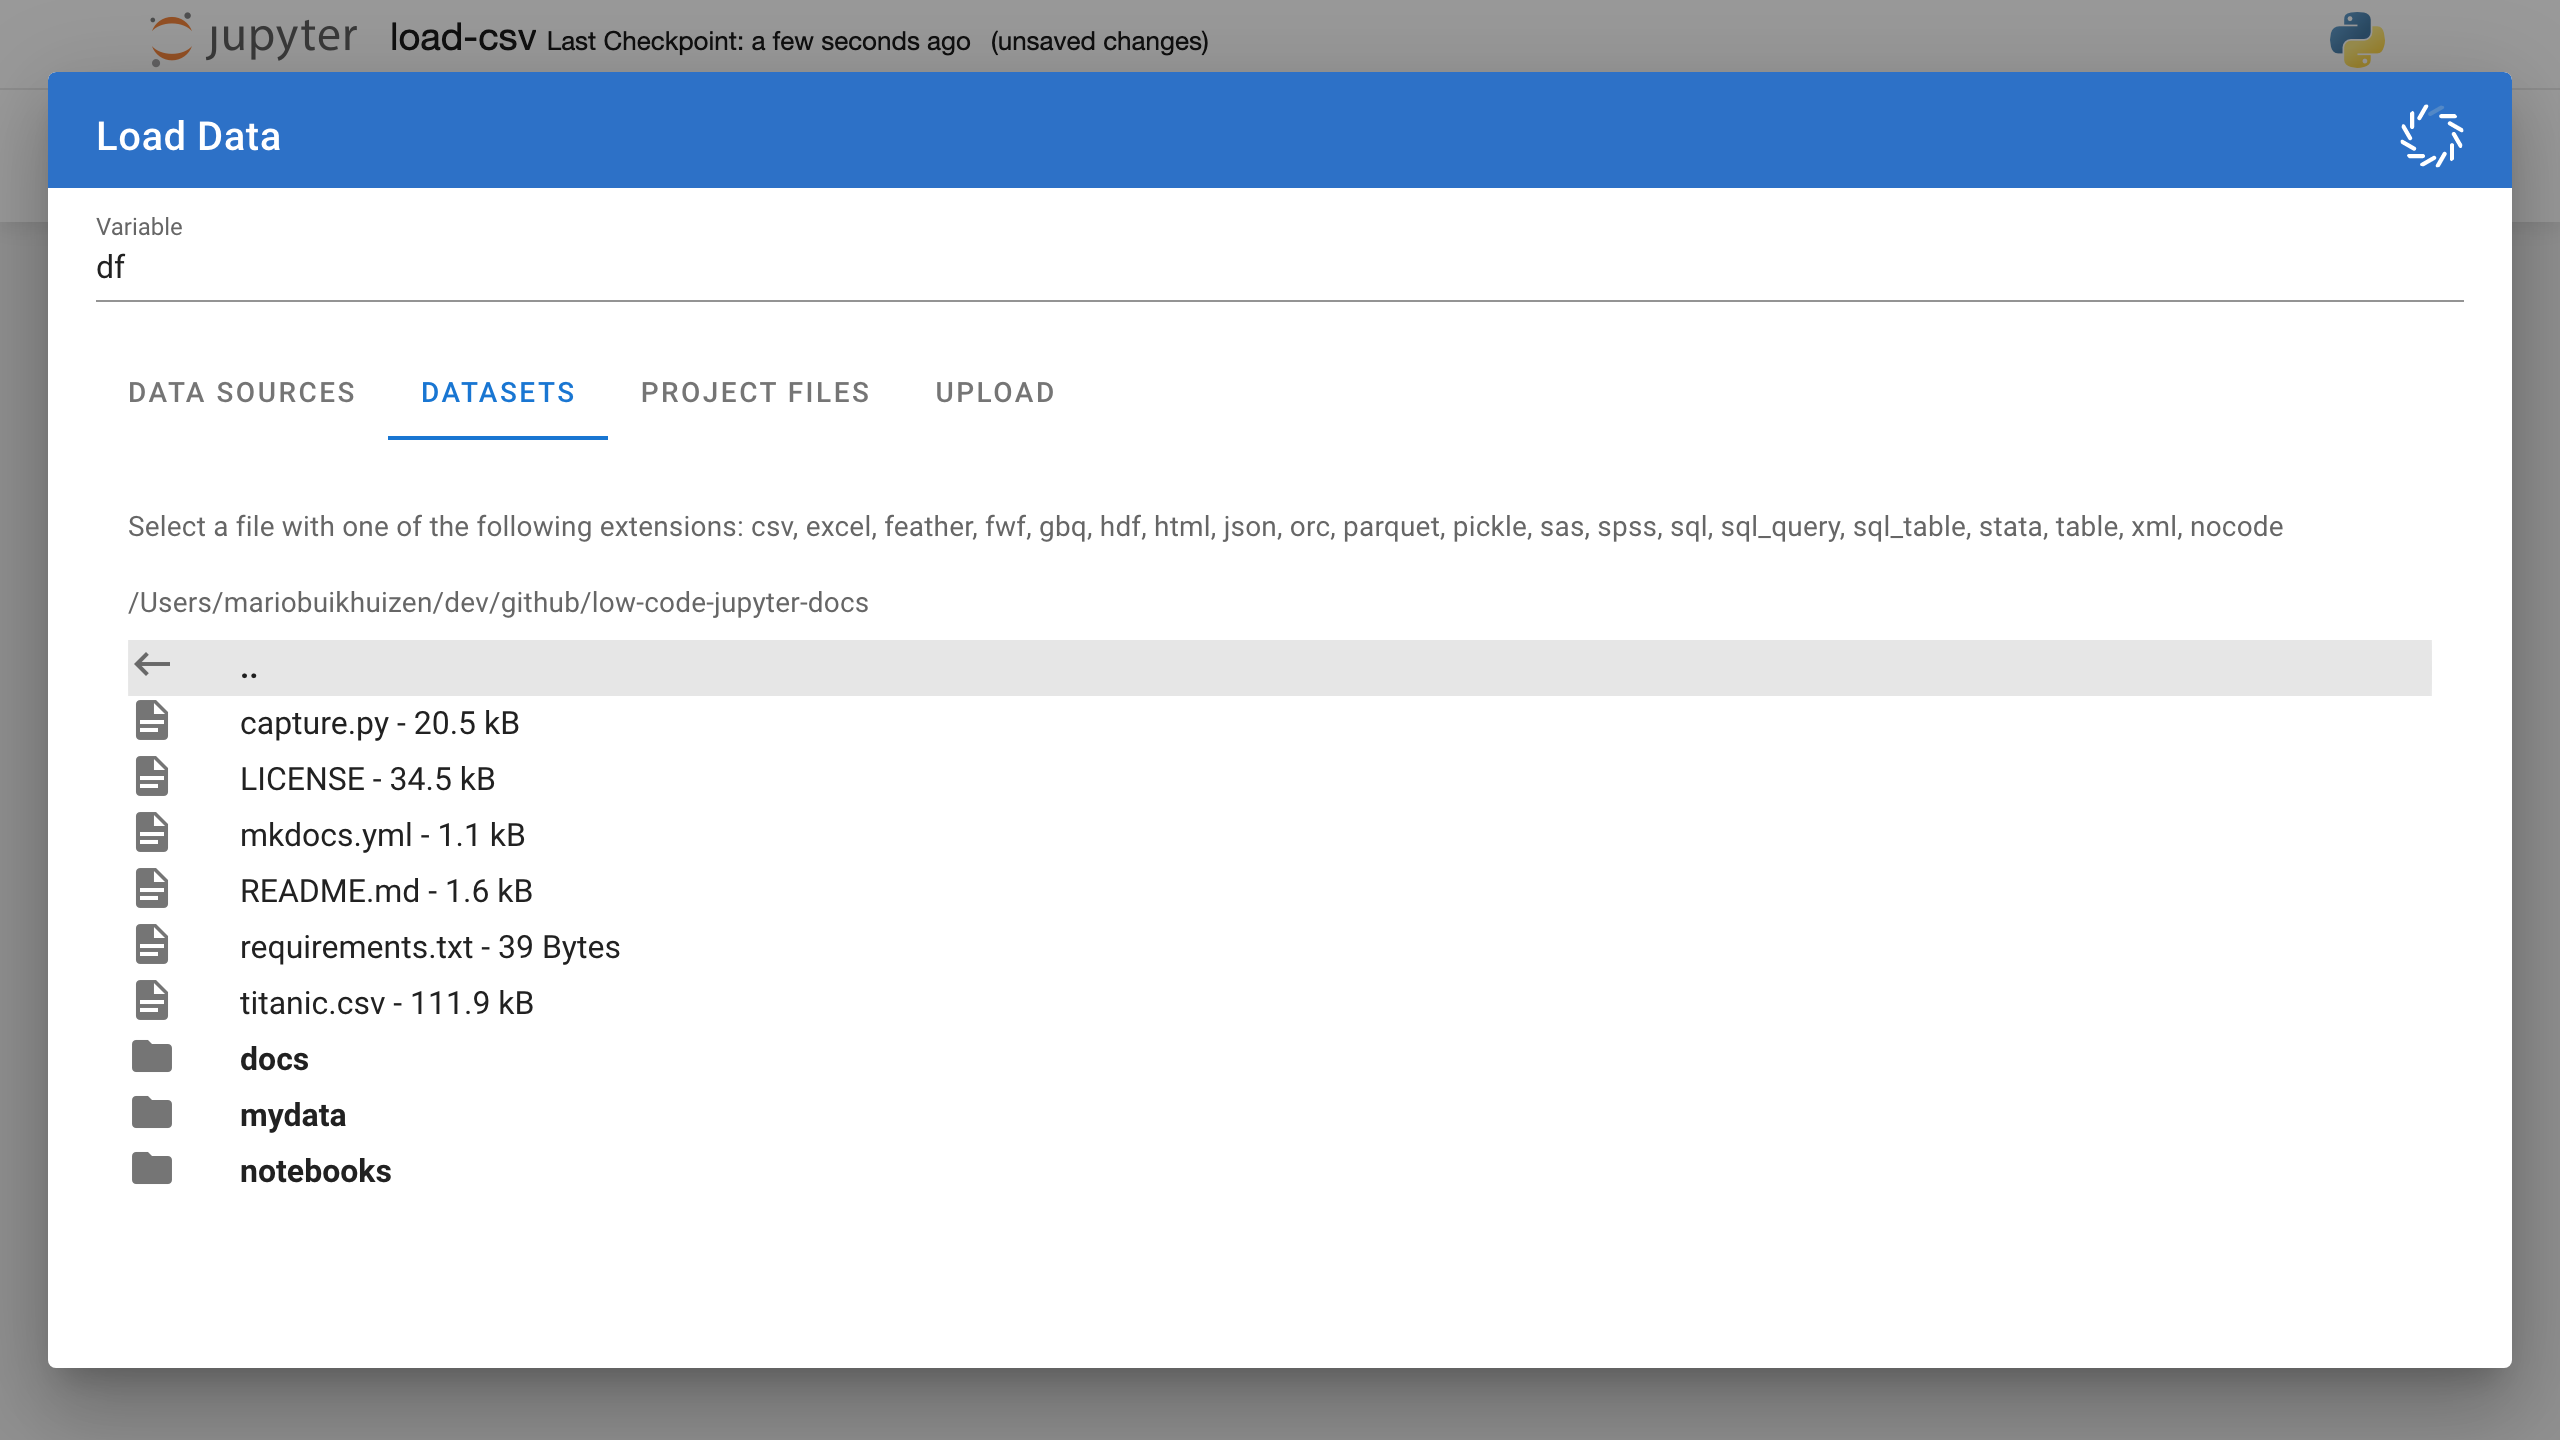 jupyter load-csv Last Checkpoint: a few seconds ago (unsaved changes)
Load Data
Variable
df
DATA SOURCES DATASETS PROJECT FILES UPLOAD
Select a file with one of the following extensions: csv, excel, feather, fwf, gbq, hdf, html, json, orc, parquet, pickle, sas, spss, sql, sql_query, sql_table, stata, table, xml, nocode
/Users/mariobuikhuizen/dev/github/low-code-jupyter-docs
..
capture.py - 20.5 kB
LICENSE - 34.5 kB
mkdocs.yml - 1.1 kB
README.md - 1.6 kB
requirements.txt - 39 Bytes
titanic.csv - 111.9 kB
docs
mydata
notebooks